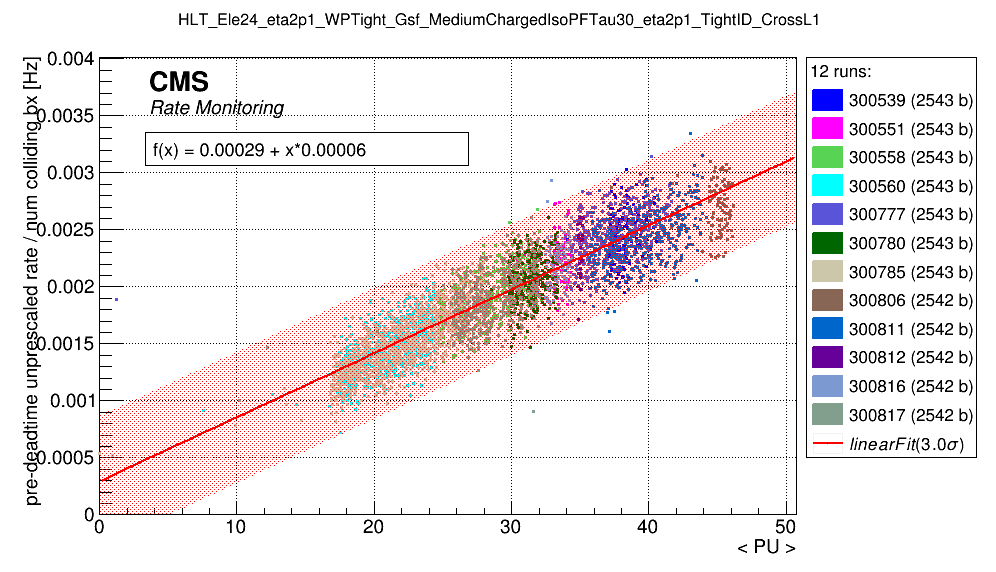 HLT_Ele24_eta2p1_WPTight_Gsf_MediumChargedIsoPFTau30_eta2p1_TightID_CrossL1
pre-deadtime unprescaled rate / num colliding bx [Hz]
0.004
0.0035
0.003
0.0025
0.002
0.0015
0.001
0.0005
0
CMS
Rate Monitoring
f(x) = 0.00029 + x*0.00006
0 10 20 30 40 50
< PU >
12 runs:
300539 (2543 b)
300551 (2543 b)
300558 (2543 b)
300560 (2543 b)
300777 (2543 b)
300780 (2543 b)
300785 (2543 b)
300806 (2542 b)
300811 (2542 b)
300812 (2542 b)
300816 (2542 b)
300817 (2542 b)
linearFit(3.0σ)